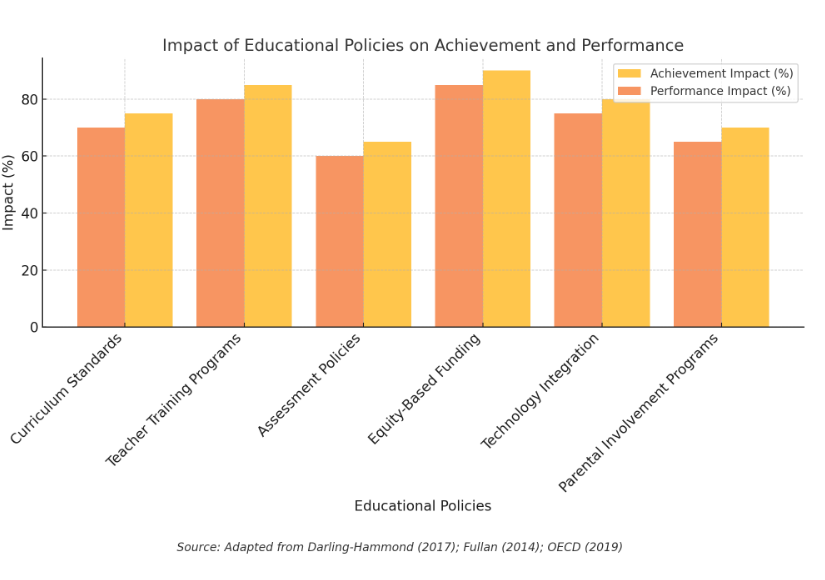 Impact of Educational Policies on Achievement and Performance
Achievement Impact (%)
Performance Impact (%)
Impact (%)
80
60
40
20
0
Curriculum Standards
Teacher Training Programs
Assessment Policies
Equity-Based Funding
Technology Integration
Parental Involvement Programs
Educational Policies
Source: Adapted from Darling-Hammond (2017); Fullan (2014); OECD (2019)